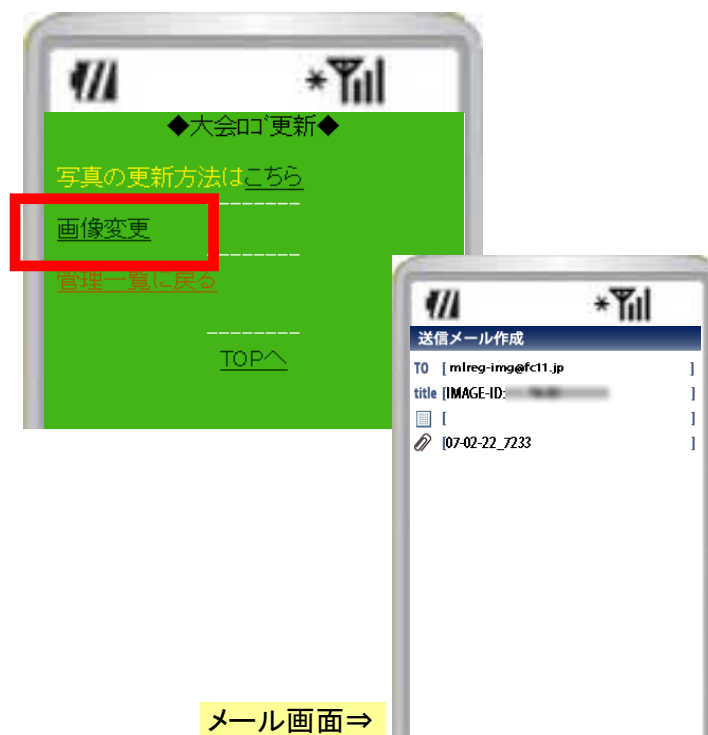 ◆大会ロゴ更新◆
写真の更新方法はこちら
画像変更
管理一覧に戻る
TOPへ
送信メール作成
TO [ mlreg-img@fc11.jp ]
title [IMAGE-ID: ]
[ ]
[07-02-22_7233 ]
メール画面⇒